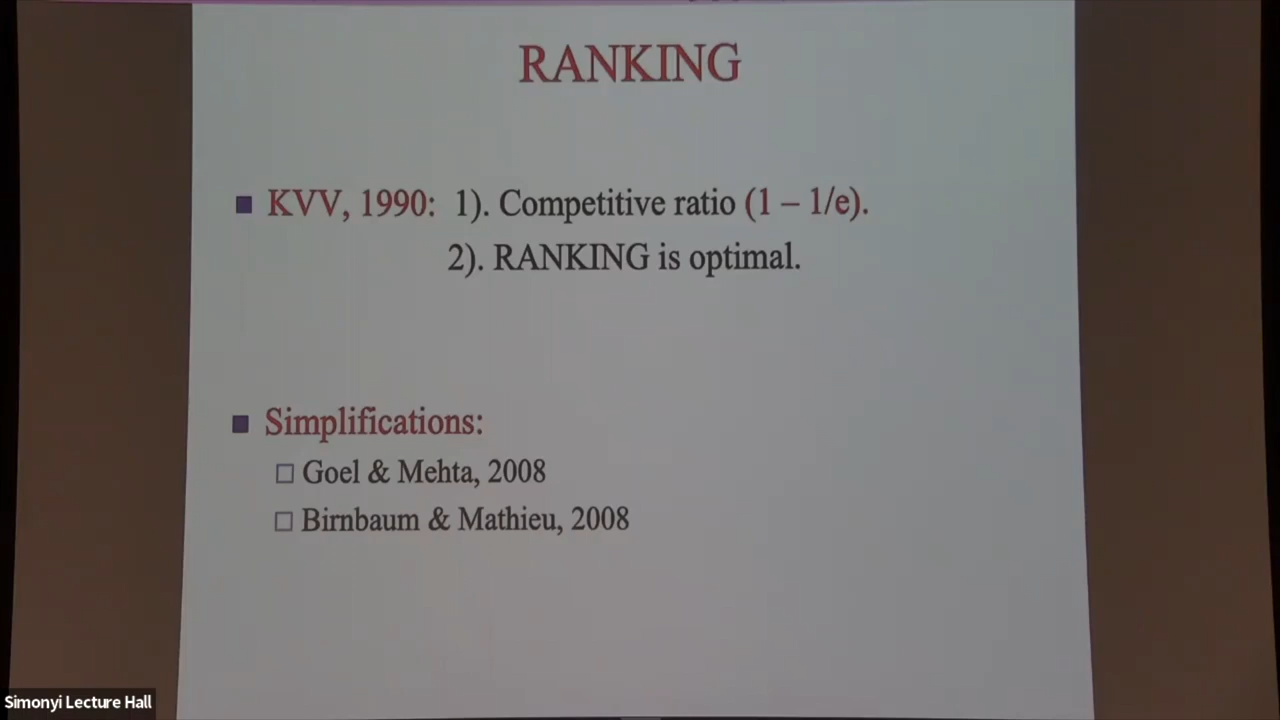 RANKING
KVV, 1990: 1). Competitive ratio (1 – 1/e).
2). RANKING is optimal.
Simplifications:
Goel & Mehta, 2008
Birnbaum & Mathieu, 2008
Simonyi Lecture Hall